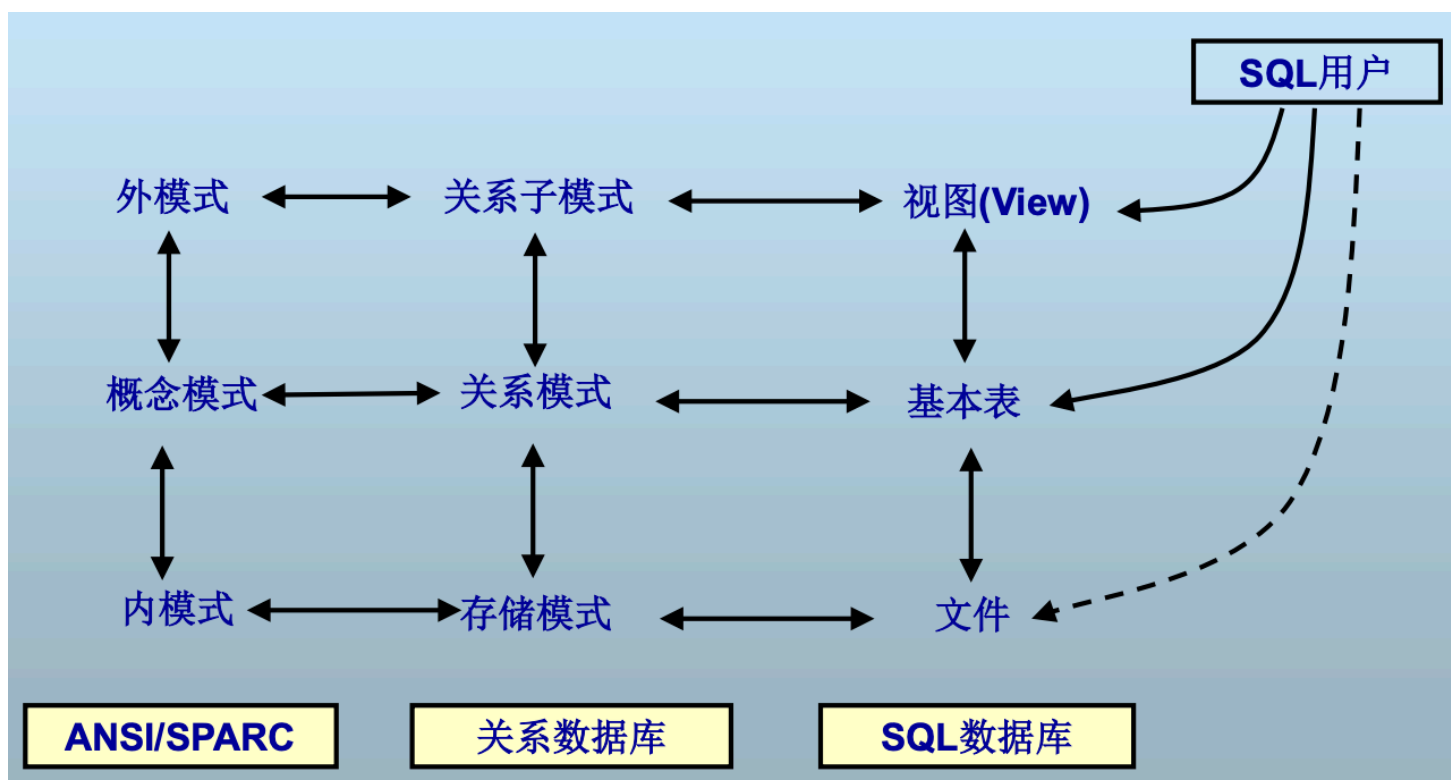 SQL用户
外模式 关系子模式 视图(View)
概念模式 关系模式 基本表
内模式 存储模式 文件
ANSI/SPARC 关系数据库 SQL数据库